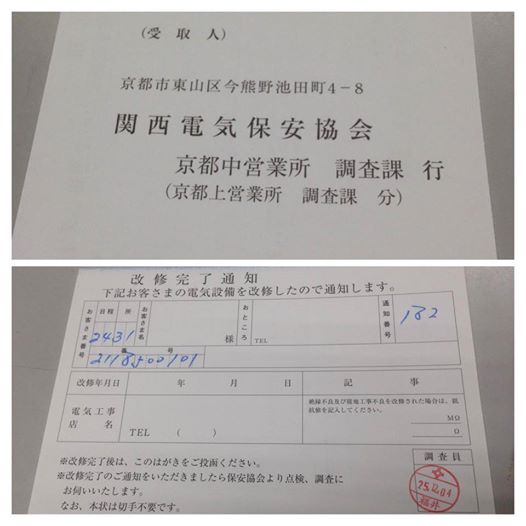 (受取人)
京都市東山区今熊野池田町4-8
関西電気保安協会
京都中営業所 調査課 行
(京都上営業所 調査課 分)
改修完了通知
下記お客さまの電気設備を改修したので通知します。
お客さま番号 日程 所 お客さま名 様 おところ TEL 通知番号 182
2431
番 号
2118500101
改修年月日 年 月 日 記 事
電気工事店名 TEL ( )
絶縁不良及び接地工事不良を改修された場合は、抵抗値を記入してください。
MΩ
Ω
※改修完了後は、このはがきをご投函ください。
※改修完了のご通知をいただきましたら保安協会より点検、調査に
お伺いいたします。
なお、本状は切手不要です。
調査員
25.12.04